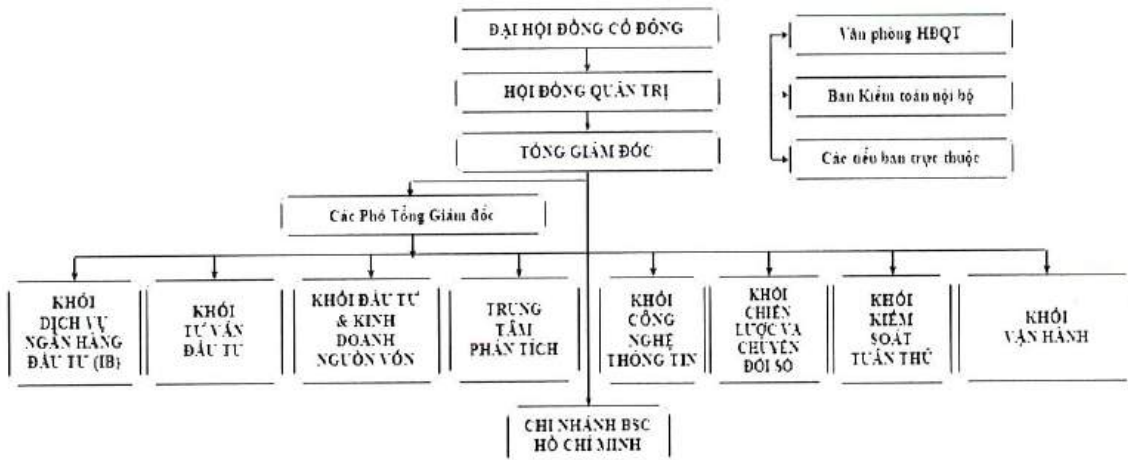 ĐẠI HỘI ĐỒNG CỔ ĐÔNG
Văn phòng HĐQT
HỘI ĐỒNG QUẢN TRỊ
Ban Kiểm toán nội bộ
TỔNG GIÁM ĐỐC
Các tiểu ban trực thuộc
Các Phó Tổng Giám đốc
KHỐI
DỊCH VỤ
NGÂN HÀNG
ĐẦU TƯ (IB)
KHỐI
TƯ VẤN
ĐẦU TƯ
KHỐI ĐẦU TƯ
& KINH
DOANH
NGUỒN VỐN
TRUNG
TÂM
PHÂN TÍCH
KHỐI
CÔNG
NGHỆ
THÔNG TIN
KHỐI
CHIẾN
LƯỢC VÀ
CHUYỂN
ĐỔI SỐ
KHỐI
KIỂM
SOÁT
TUÂN THỦ
KHỐI
VẬN HÀNH
CHI NHÁNH BSC
HỒ CHÍ MINH